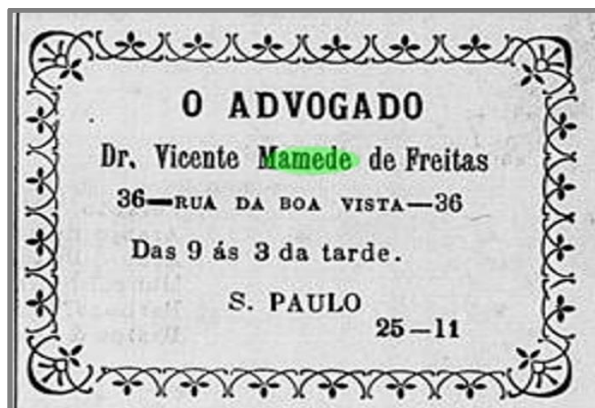 O ADVOGADO
Dr. Vicente Mamede de Freitas
36—RUA DA BOA VISTA—36
Das 9 ás 3 da tarde.
S. PAULO
25—11